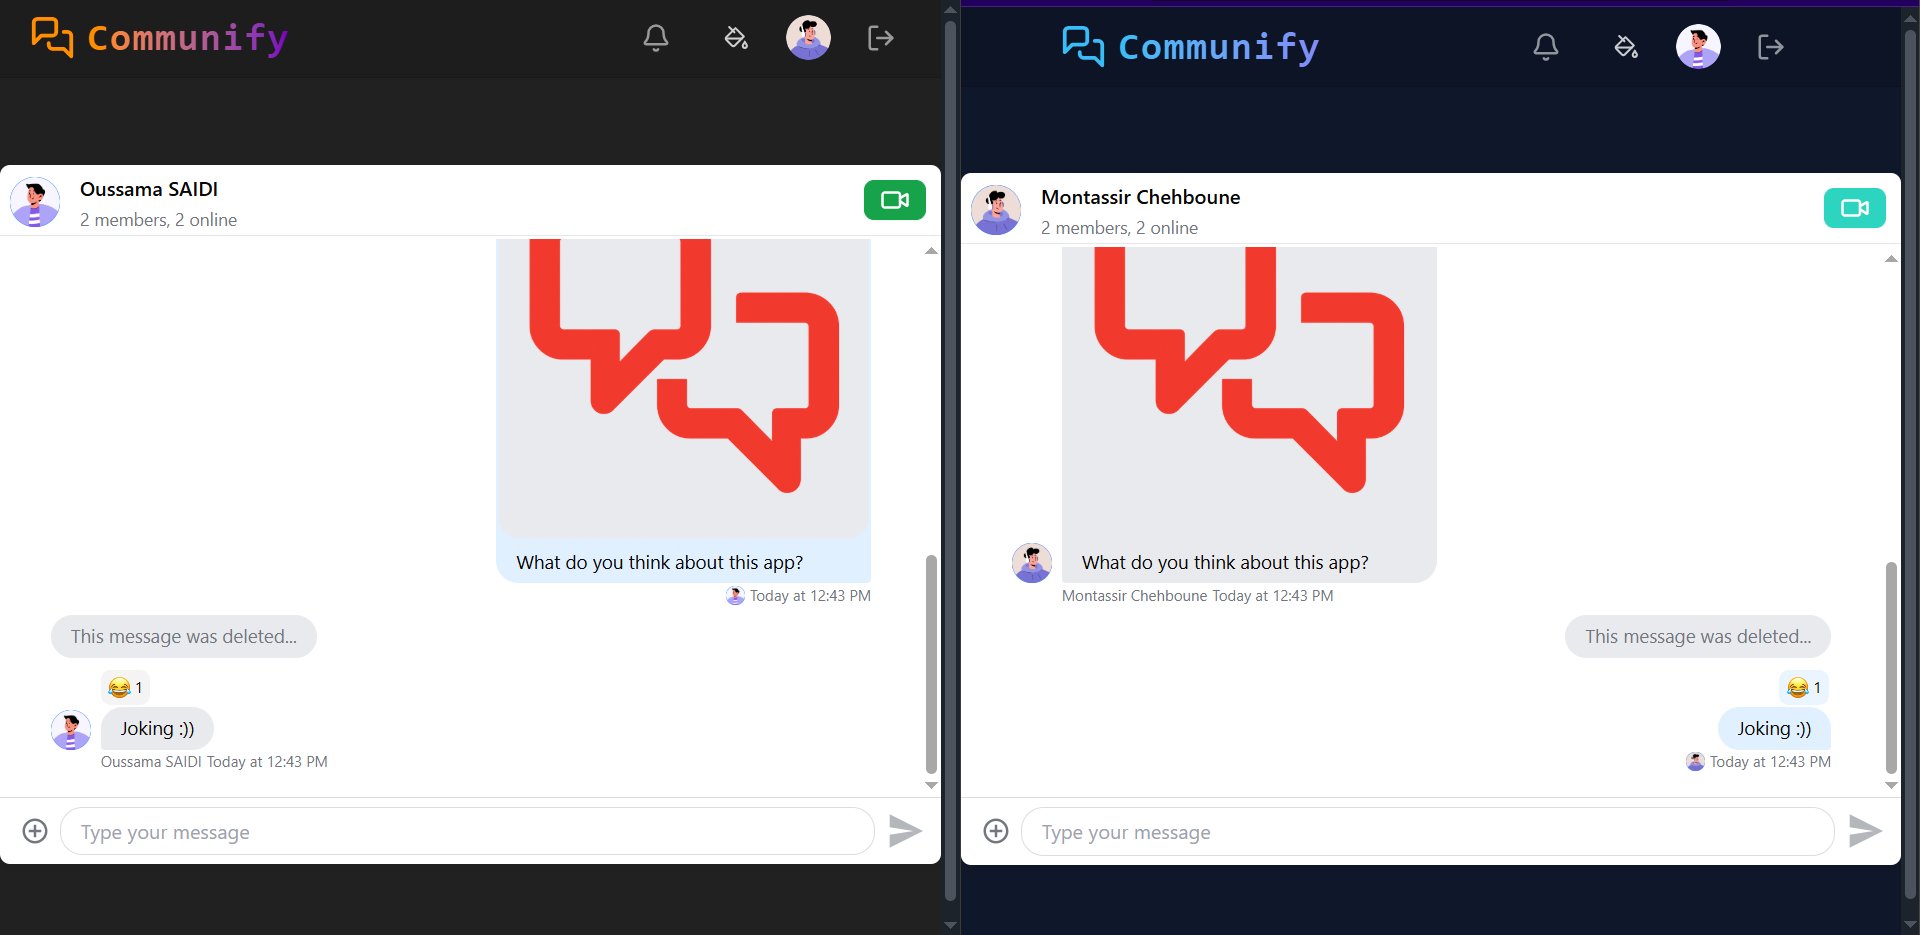 Communify
Oussama SAIDI
2 members, 2 online
What do you think about this app?
Today at 12:43 PM
This message was deleted...
😂 1
Joking :))
Oussama SAIDI Today at 12:43 PM
Type your message
Communify
Montassir Chehboune
2 members, 2 online
What do you think about this app?
Montassir Chehboune Today at 12:43 PM
This message was deleted...
😂 1
Joking :))
Today at 12:43 PM
Type your message